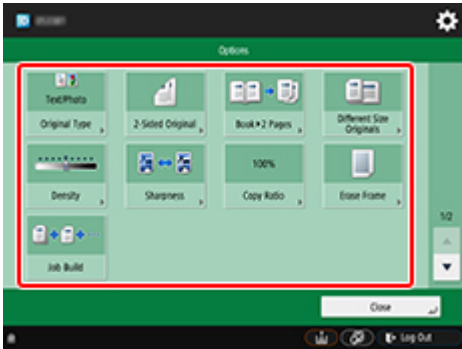 Options
Text/Photo
Original Type
2-Sided Original
Book▶2 Pages
Different Size
Originals
Density
Sharpness
100%
Copy Ratio
Erase Frame
1/2
Job Build
Close
Log Out